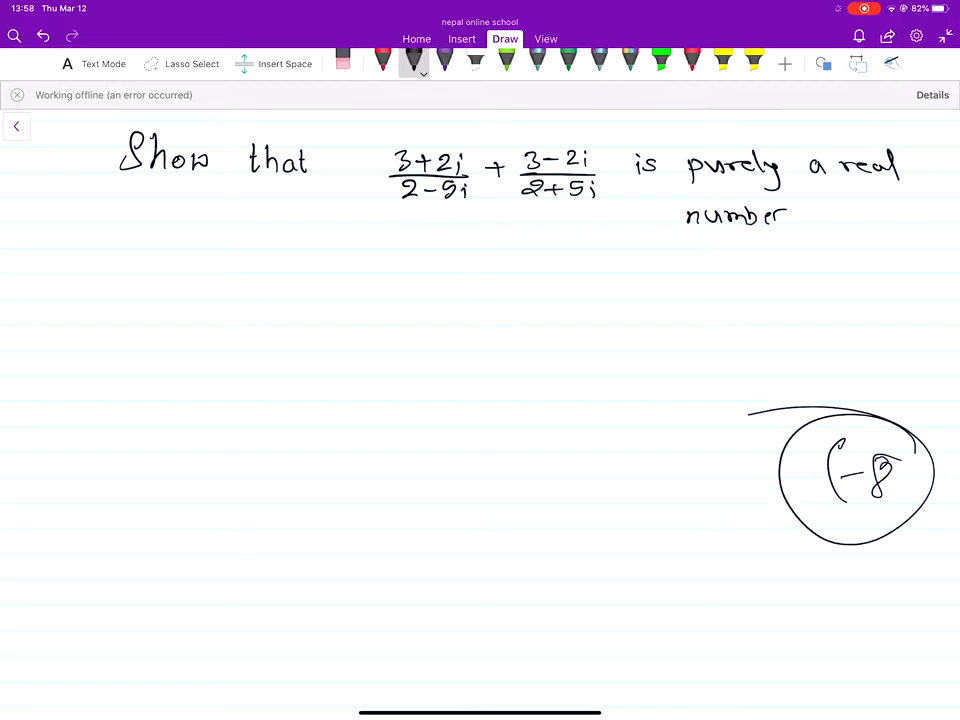 13:58 Thu Mar 12 82%
nepal online school
Home Insert Draw View
A Text Mode Lasso Select Insert Space
Working offline (an error occurred) Details
Show that (3+2i)/(2-5i) + (3-2i)/(2+5i) is purely a real
number
(-8